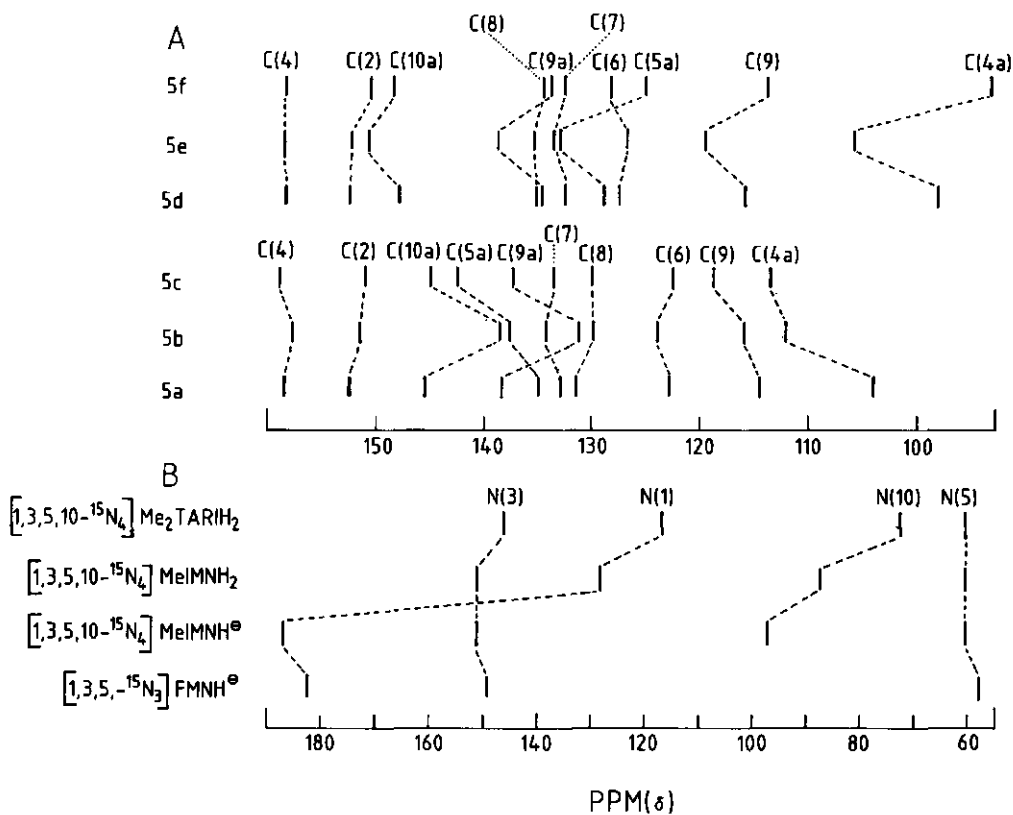 A
C(8) C(7)
C(4) C(2) C(10a) C(9a) C(6) C(5a) C(9) C(4a)
5f
5e
5d
C(7)
C(4) C(2) C(10a) C(5a) C(9a) C(8) C(6) C(9) C(4a)
5c
5b
5a
150 140 130 120 110 100
B
N(3) N(1) N(10) N(5)
[1,3,5,10-¹⁵N₄] Me₂TARIH₂
[1,3,5,10-¹⁵N₄] MeIMNH₂
[1,3,5,10-¹⁵N₄] MeIMNH⊖
[1,3,5,-¹⁵N₃] FMNH⊖
180 160 140 120 100 80 60
PPM(δ)